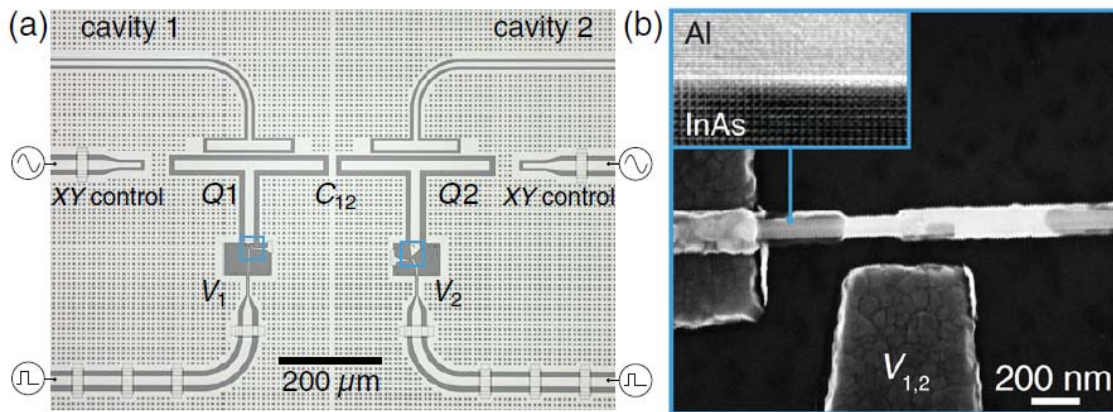 (a)
cavity 1
cavity 2
XY control
Q1
C12
Q2
XY control
V1
V2
200 μm
(b)
Al
InAs
V1,2
200 nm